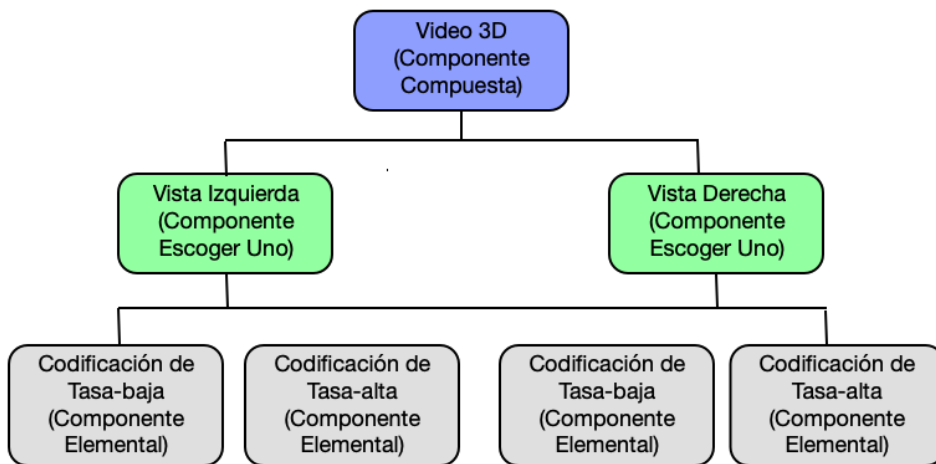 Video 3D
(Componente
Compuesta)
Vista Izquierda
(Componente
Escoger Uno)
Vista Derecha
(Componente
Escoger Uno)
Codificación de
Tasa-baja
(Componente
Elemental)
Codificación de
Tasa-alta
(Componente
Elemental)
Codificación de
Tasa-baja
(Componente
Elemental)
Codificación de
Tasa-alta
(Componente
Elemental)